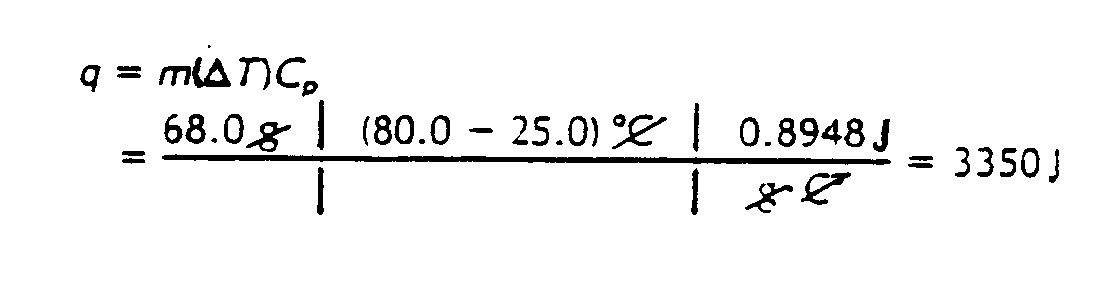 q = m(ΔT)Cp
= 68.0 g | (80.0 − 25.0) °C | 0.8948 J = 3350 J
| | g C°